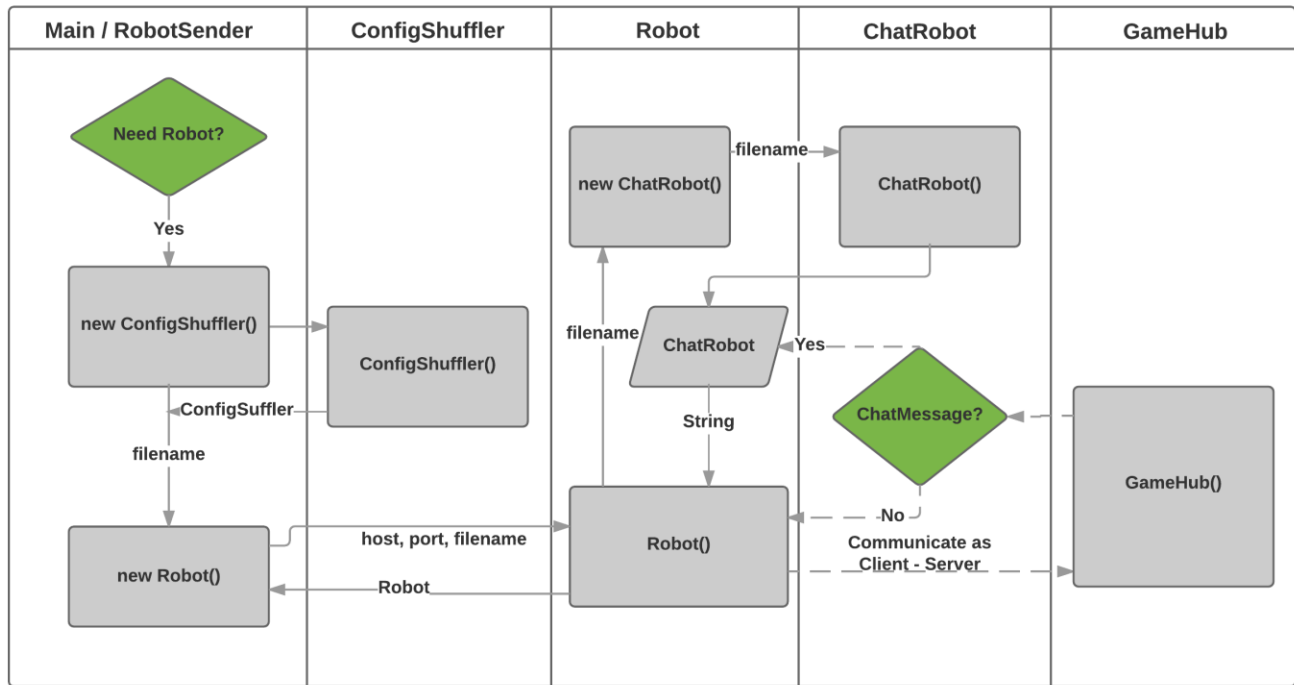 Main / RobotSender
ConfigShuffler
Robot
ChatRobot
GameHub
Need Robot?
Yes
new ConfigShuffler()
ConfigShuffler()
ConfigSuffler
filename
new Robot()
host, port, filename
Robot
new ChatRobot()
filename
ChatRobot()
filename
ChatRobot
Yes
String
ChatMessage?
No
Robot()
Communicate as
Client - Server
GameHub()